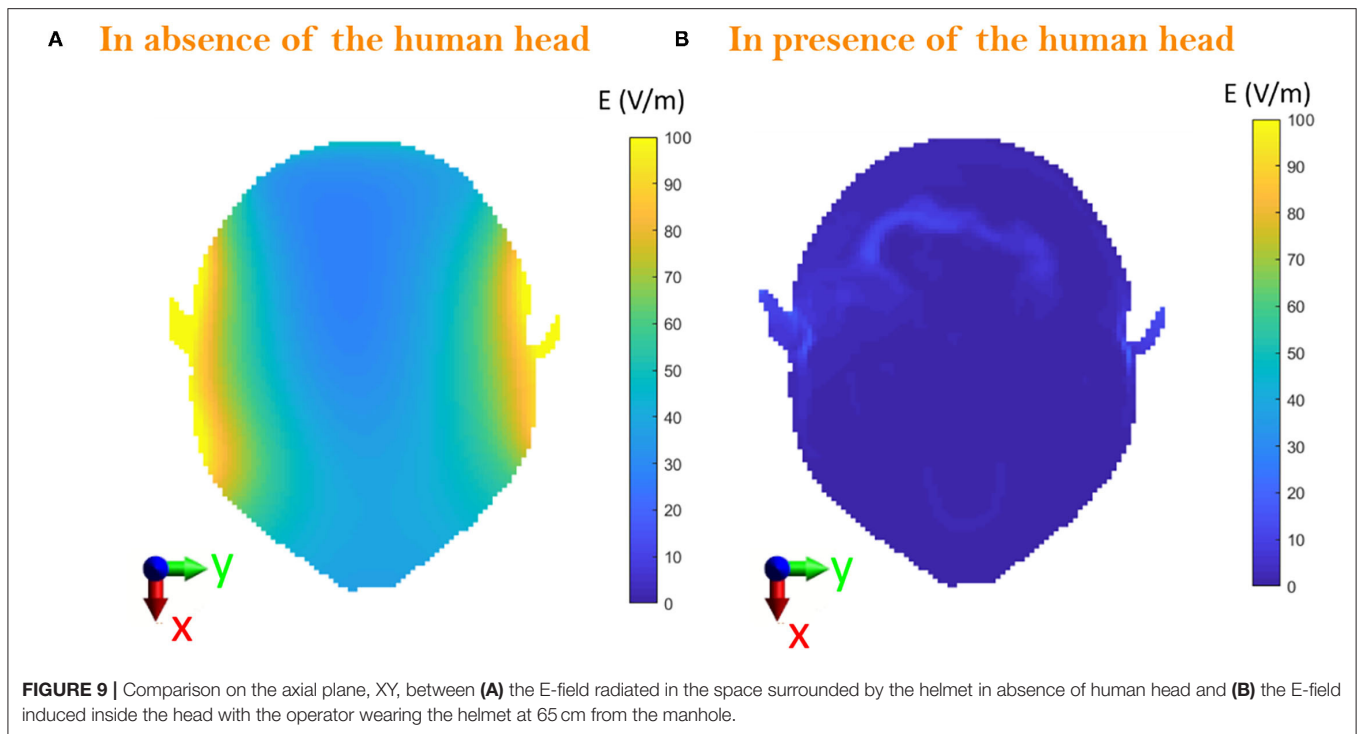 A In absence of the human head
B In presence of the human head
E (V/m)
100
90
80
70
60
50
40
30
20
10
0
y
x
E (V/m)
100
90
80
70
60
50
40
30
20
10
0
y
x
FIGURE 9 | Comparison on the axial plane, XY, between (A) the E-field radiated in the space surrounded by the helmet in absence of human head and (B) the E-field
induced inside the head with the operator wearing the helmet at 65 cm from the manhole.